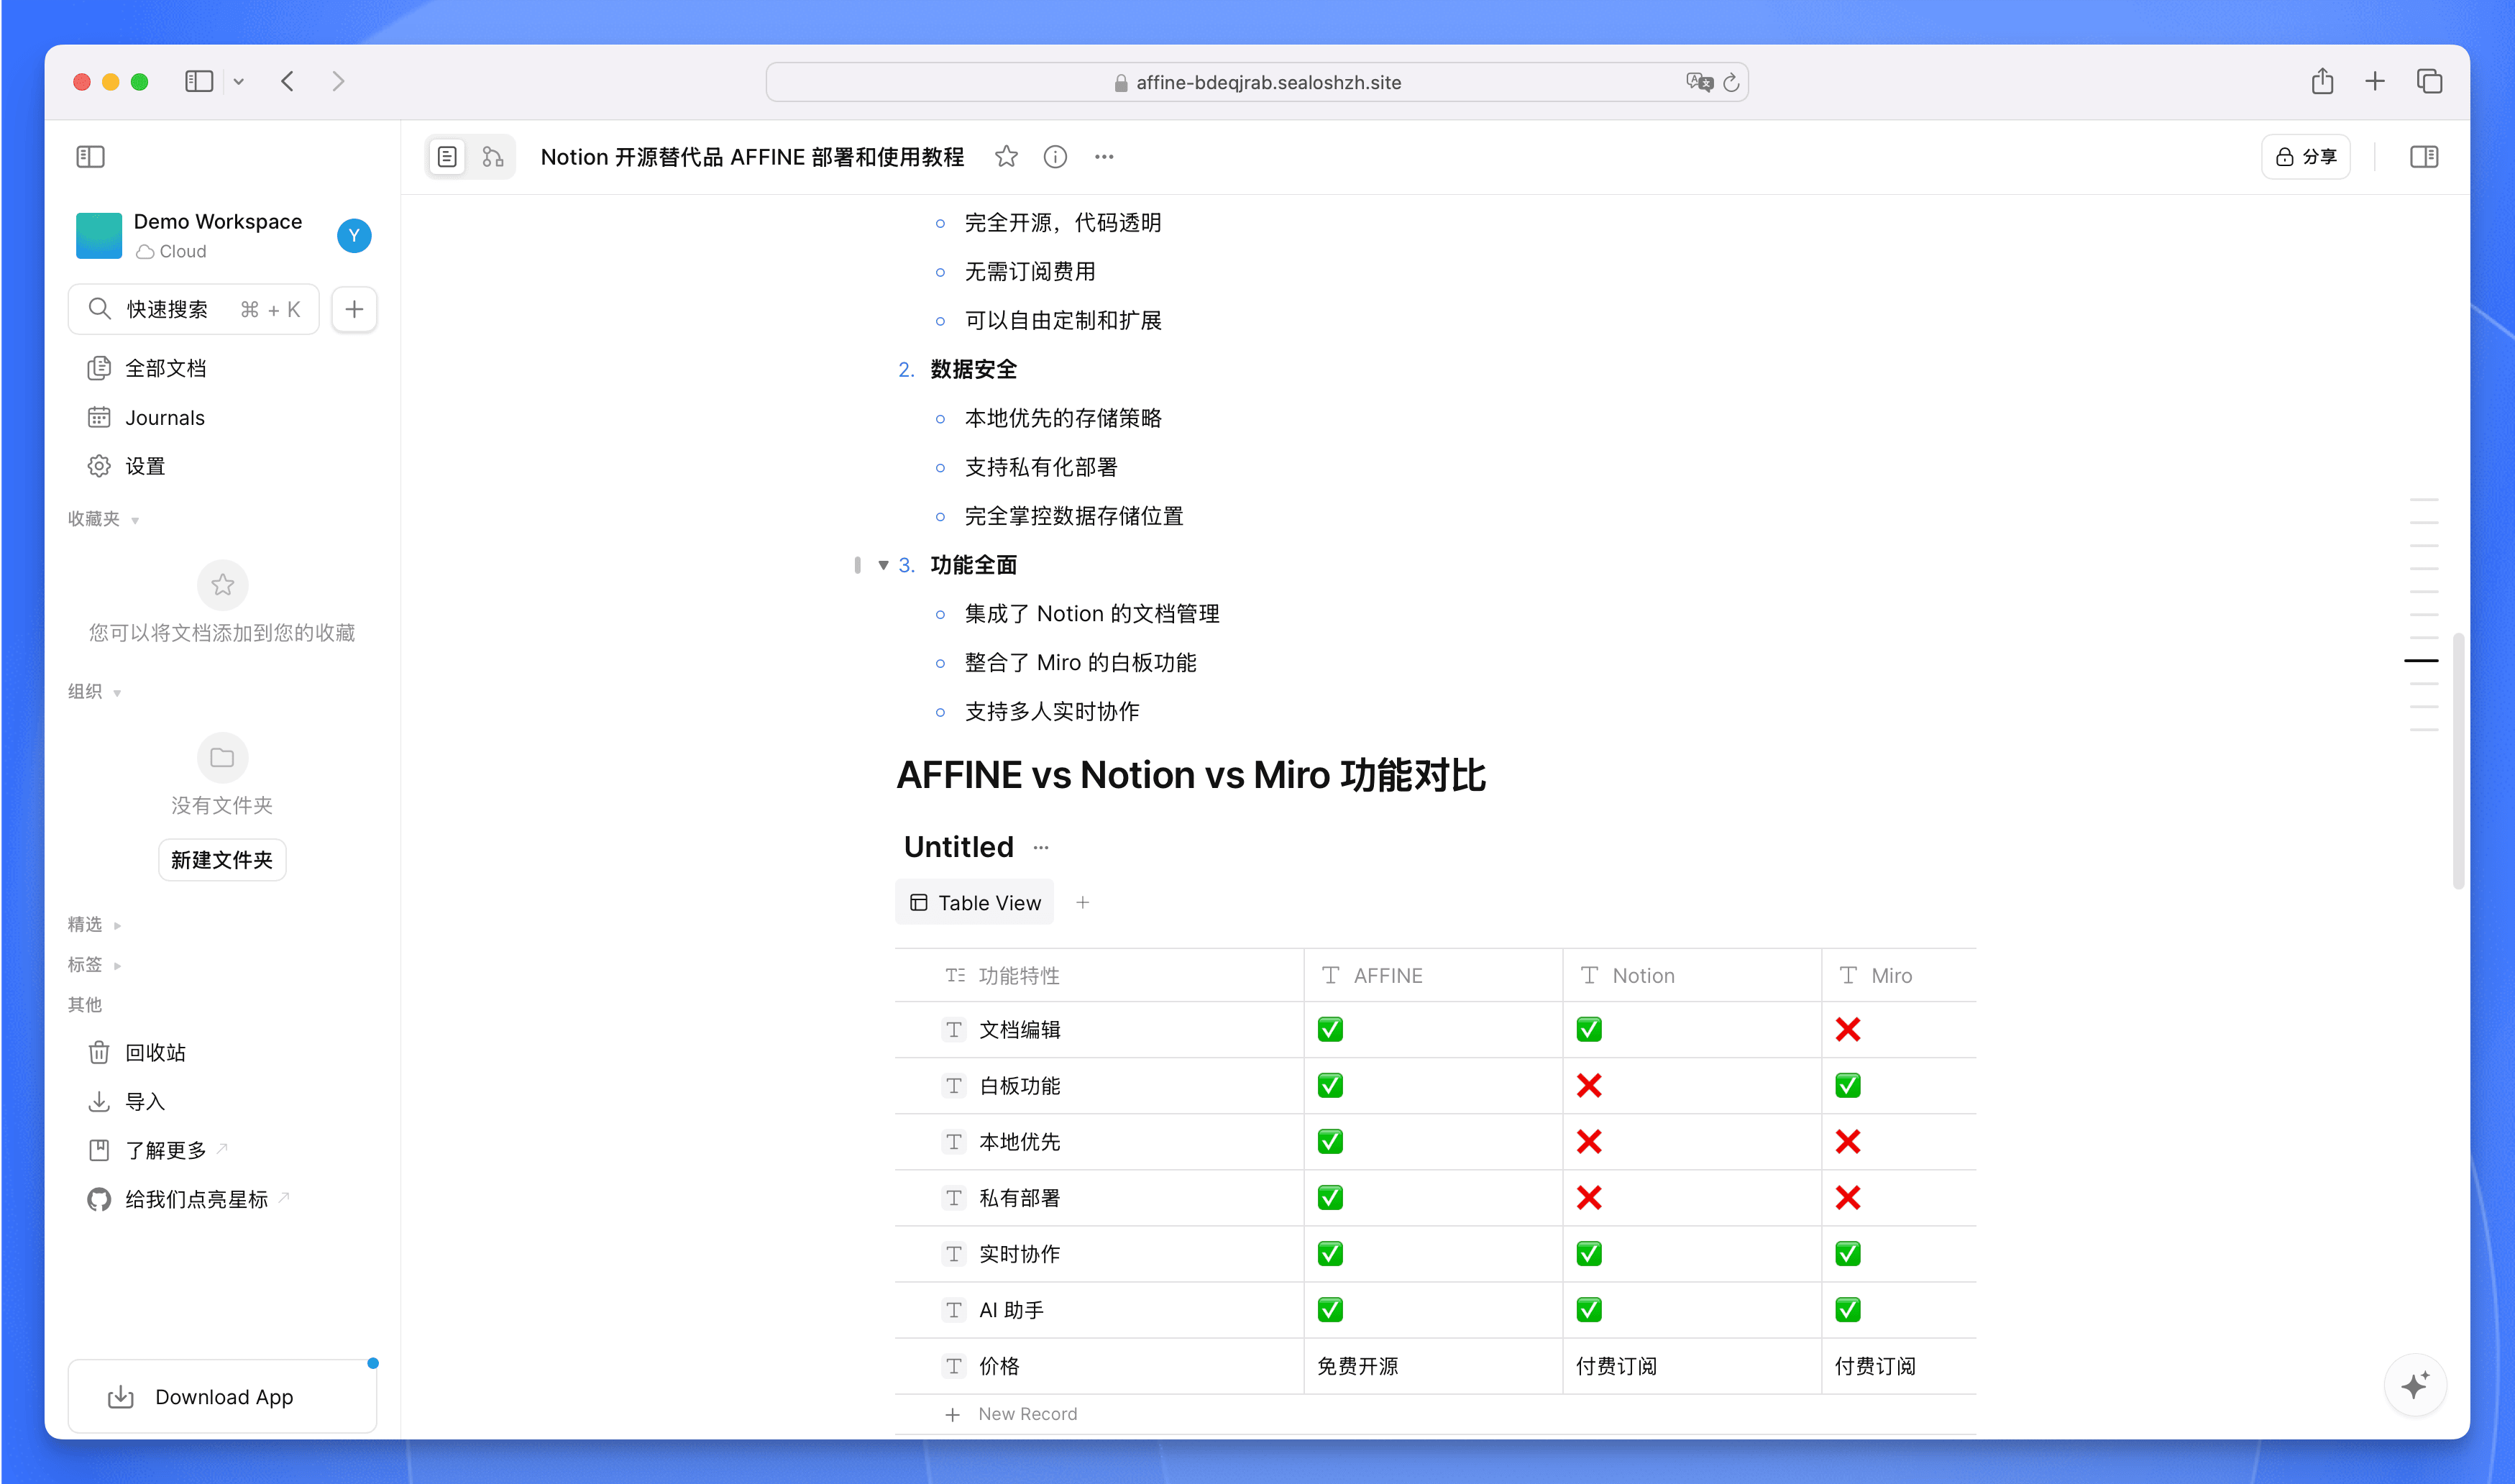 affine-bdeqjrab.sealoshzh.site
Notion 开源替代品 AFFINE 部署和使用教程
分享
Demo Workspace
Cloud
Y
快速搜索 ⌘ + K
全部文档
Journals
设置
收藏夹
您可以将文档添加到您的收藏
组织
没有文件夹
新建文件夹
精选
标签
其他
回收站
导入
了解更多
给我们点亮星标
Download App
完全开源，代码透明
无需订阅费用
可以自由定制和扩展
2. 数据安全
本地优先的存储策略
支持私有化部署
完全掌控数据存储位置
3. 功能全面
集成了 Notion 的文档管理
整合了 Miro 的白板功能
支持多人实时协作
AFFINE vs Notion vs Miro 功能对比
Untitled
Table View
功能特性 AFFINE Notion Miro
文档编辑 ✅ ✅ ❌
白板功能 ✅ ❌ ✅
本地优先 ✅ ❌ ❌
私有部署 ✅ ❌ ❌
实时协作 ✅ ✅ ✅
AI 助手 ✅ ✅ ✅
价格 免费开源 付费订阅 付费订阅
New Record